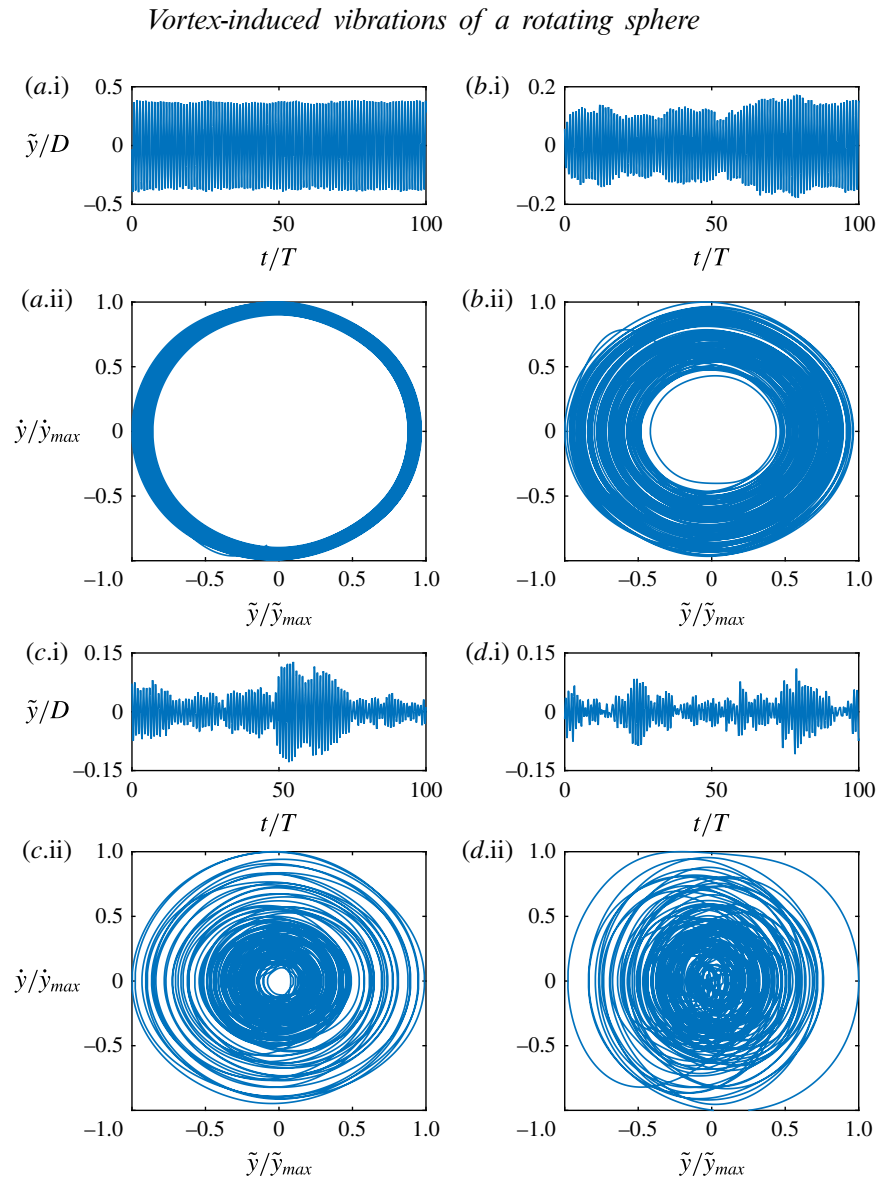 Vortex-induced vibrations of a rotating sphere
(a.i)
0.5
0
–0.5
ỹ/D
0
50
100
t/T
(b.i)
0.2
0
–0.2
0
50
100
t/T
(a.ii)
1.0
0.5
0
–0.5
–1.0
ẏ/ẏmax
–0.5
0
0.5
1.0
ỹ/ỹmax
(b.ii)
1.0
0.5
0
–0.5
–1.0
–0.5
0
0.5
1.0
ỹ/ỹmax
(c.i)
0.15
0
–0.15
ỹ/D
0
50
100
t/T
(d.i)
0.15
0
–0.15
0
50
100
t/T
(c.ii)
1.0
0.5
0
–0.5
–1.0
ẏ/ẏmax
–0.5
0
0.5
1.0
ỹ/ỹmax
(d.ii)
1.0
0.5
0
–0.5
–1.0
–0.5
0
0.5
1.0
ỹ/ỹmax